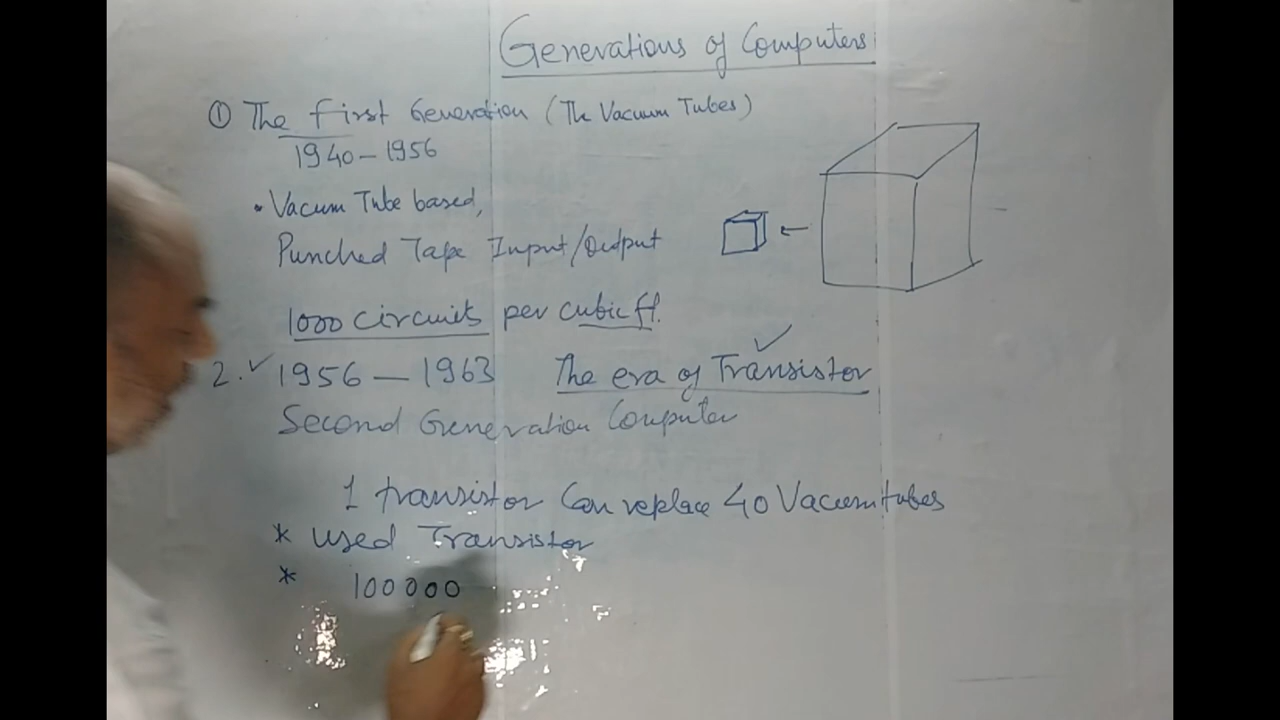 Generations of Computers
① The First Generation (The Vacuum Tubes)
1940 – 1956
• Vacum Tube based,
Punched Tape Input/Output
1000 circuits per cubic ft.
2. ✓ 1956 – 1963 The era of Transistor ✓
Second Generation Computer
1 transistor Can replace 40 Vacuum tubes
* used Transistor
* 100000